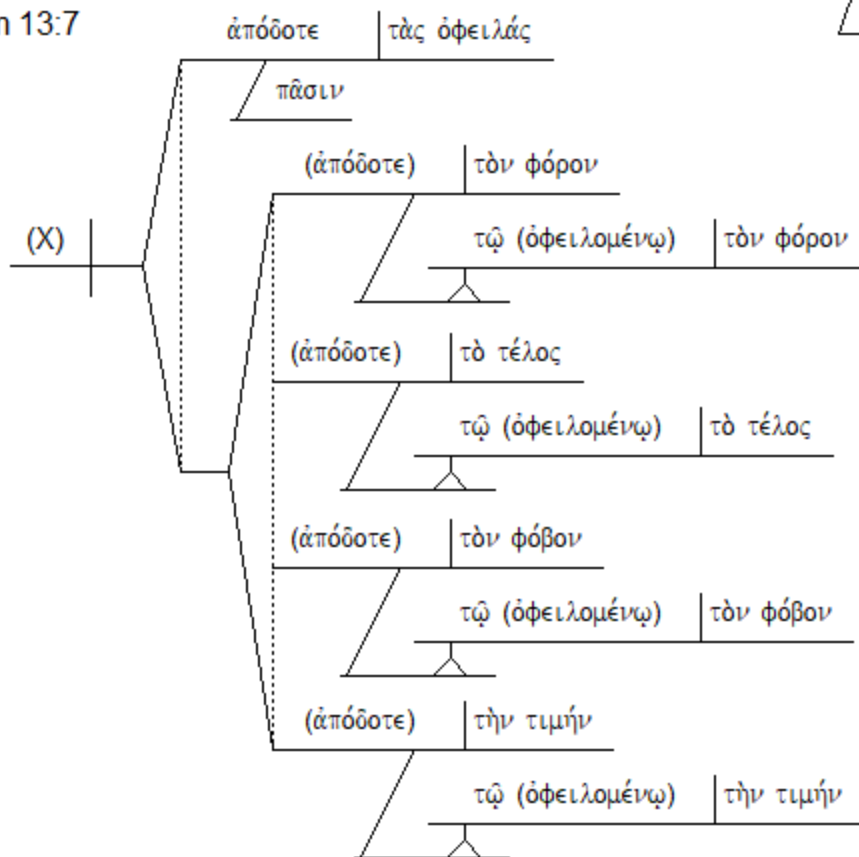 n 13:7
ἀπόδοτε τὰς ὀφειλάς
πᾶσιν
(ἀπόδοτε) τὸν φόρον
(X) τῷ (ὀφειλομένῳ) τὸν φόρον
(ἀπόδοτε) τὸ τέλος
τῷ (ὀφειλομένῳ) τὸ τέλος
(ἀπόδοτε) τὸν φόβον
τῷ (ὀφειλομένῳ) τὸν φόβον
(ἀπόδοτε) τὴν τιμήν
τῷ (ὀφειλομένῳ) τὴν τιμήν